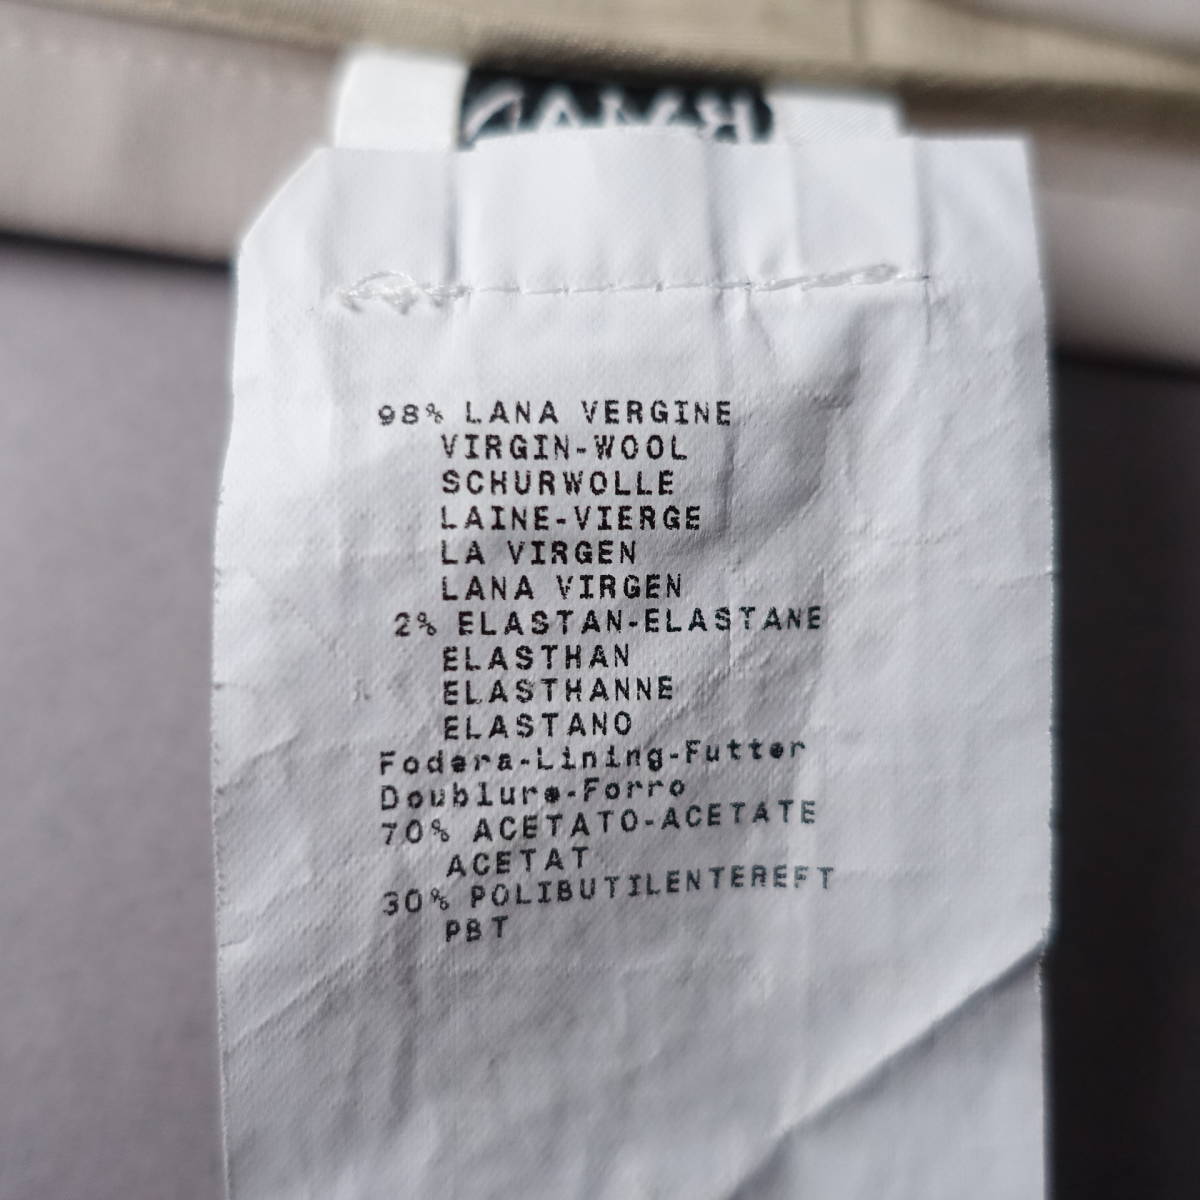 98% LANA VERGINE
VIRGIN-WOOL
SCHURWOLLE
LAINE-VIERGE
LA VIRGEN
LANA VIRGEN
2% ELASTAN-ELASTANE
ELASTHAN
ELASTHANNE
ELASTANO
Fodera-Lining-Futter
Doublure-Forro
70% ACETATO-ACETATE
ACETAT
30% POLIBUTILENTEREFT
PBT